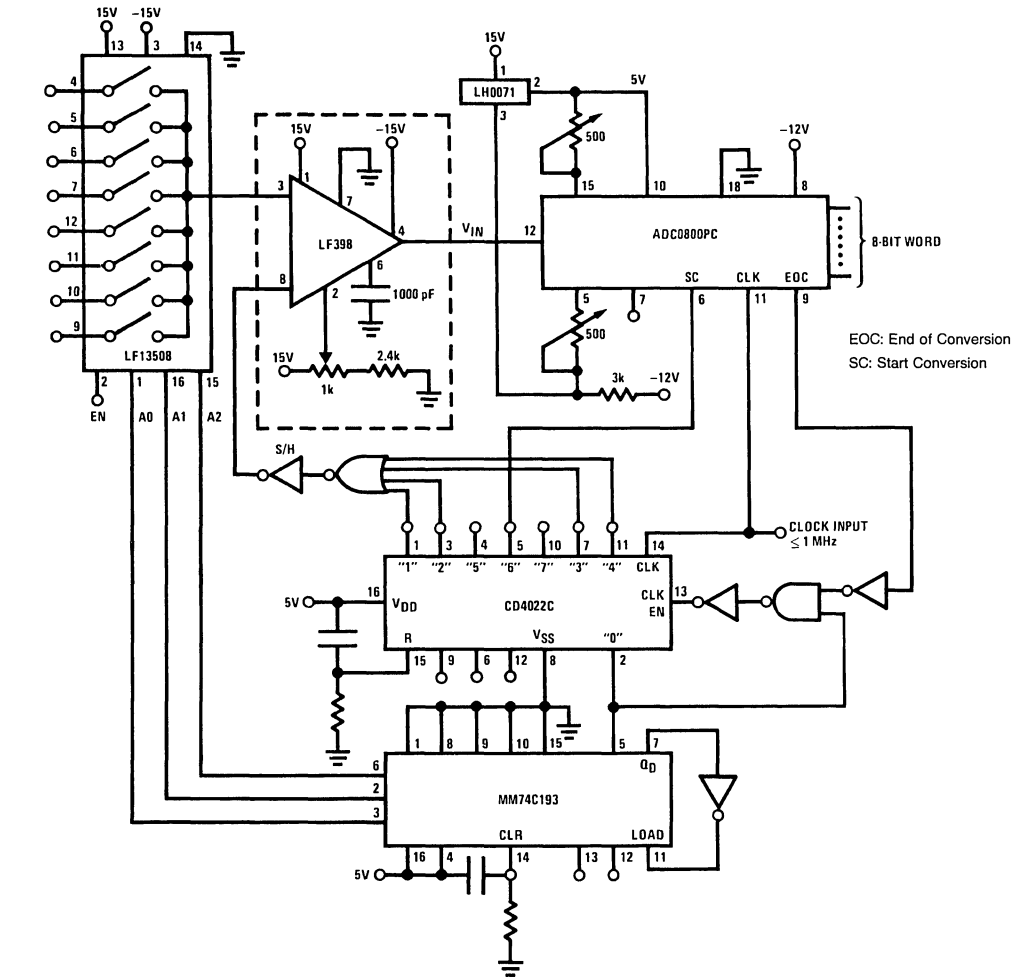 15V
-15V
13
3
14
4
5
6
7
12
11
10
9
LF13508
2
1
16
15
EN
A0
A1
A2
15V
-15V
1
7
3
4
LF398
8
2
6
1000 pF
15V
1k
2.4k
VIN
15V
1
2
LH0071
3
5V
500
-12V
15
10
18
8
12
ADC0800PC
8-BIT WORD
SC
CLK
EOC
5
7
6
11
9
500
3k
-12V
EOC: End of Conversion
SC: Start Conversion
S/H
CLOCK INPUT
≤ 1 MHz
1
3
4
5
10
7
11
14
"1"
"2"
"5"
"6"
"7"
"3"
"4"
CLK
5V
16
VDD
CD4022C
CLK
EN
13
R
VSS
"0"
15
9
6
12
8
2
1
8
9
10
15
5
7
QD
6
2
3
MM74C193
CLR
LOAD
5V
16
4
14
13
12
11